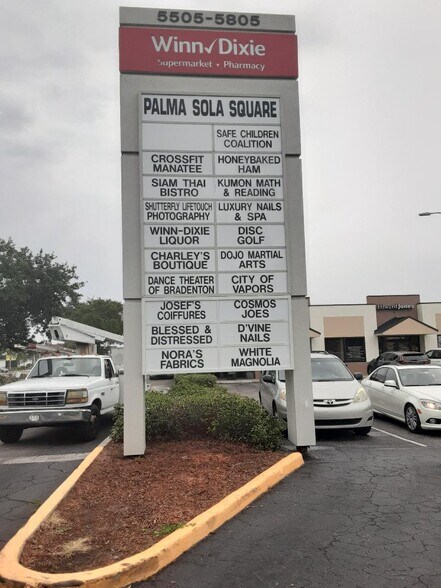 5505-5805
Winn✓Dixie
Supermarket • Pharmacy
PALMA SOLA SQUARE
SAFE CHILDREN
COALITION
CROSSFIT
MANATEE
HONEYBAKED
HAM
SIAM THAI
BISTRO
KUMON MATH
& READING
SHUTTERFLY LIFETOUCH
PHOTOGRAPHY
LUXURY NAILS
& SPA
WINN-DIXIE
LIQUOR
DISC
GOLF
CHARLEY'S
BOUTIQUE
DOJO MARTIAL
ARTS
DANCE THEATER
OF BRADENTON
CITY OF
VAPORS
JOSEF'S
COIFFURES
COSMOS
JOES
BLESSED &
DISTRESSED
D'VINE
NAILS
NORA'S
FABRICS
WHITE
MAGNOLIA
Edward Jones